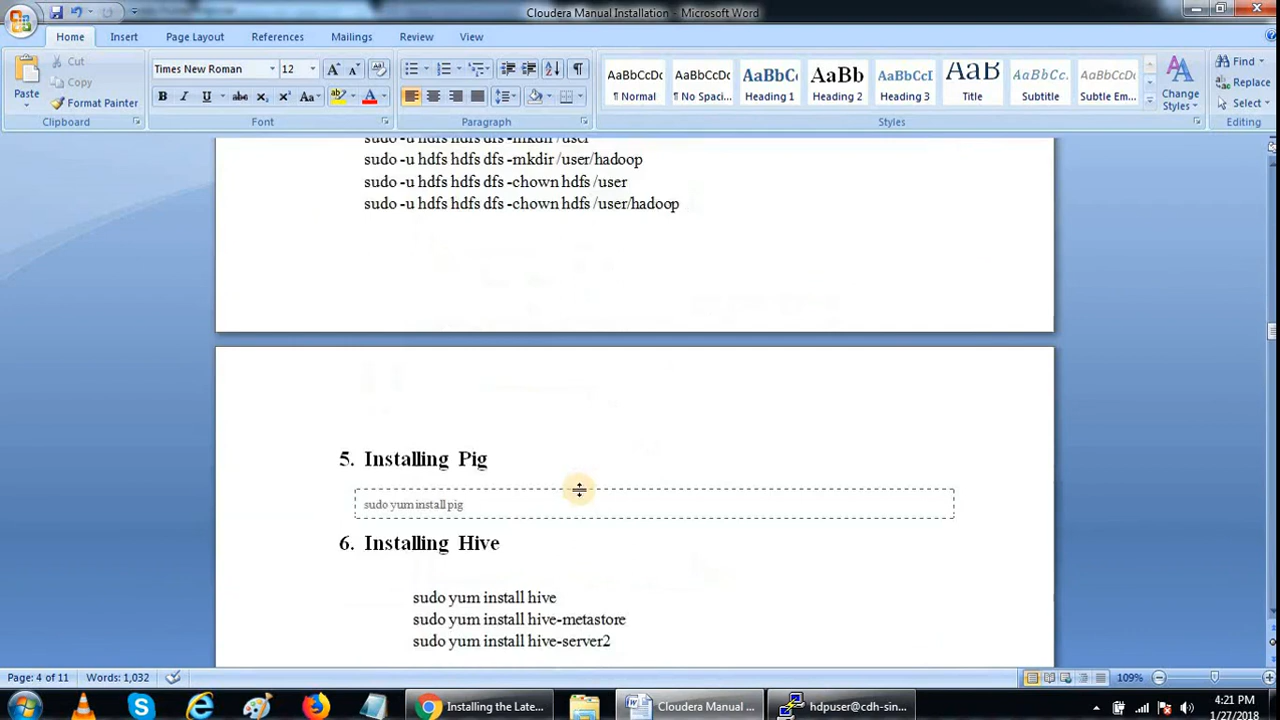 Cloudera Manual Installation - Microsoft Word
Home Insert Page Layout References Mailings Review View
Paste
Cut
Copy
Format Painter
Clipboard
Times New Roman 12
Font
Paragraph
AaBbCcDc AaBbCcDc AaBbC( AaBb AaBbCcI AaB AaBbCc. AaBbCcDc
¶ Normal ¶ No Spaci... Heading 1 Heading 2 Heading 3 Title Subtitle Subtle Em...
Change Styles
Styles
Find
Replace
Select
Editing
sudo -u hdfs hdfs dfs -mkdir /user
sudo -u hdfs hdfs dfs -mkdir /user/hadoop
sudo -u hdfs hdfs dfs -chown hdfs /user
sudo -u hdfs hdfs dfs -chown hdfs /user/hadoop
5. Installing Pig
sudo yum install pig
6. Installing Hive
sudo yum install hive
sudo yum install hive-metastore
sudo yum install hive-server2
Page: 4 of 11 Words: 1,032 109%
Installing the Late... Cloudera Manual ... hdpuser@cdh-sin...
4:21 PM
1/27/2018